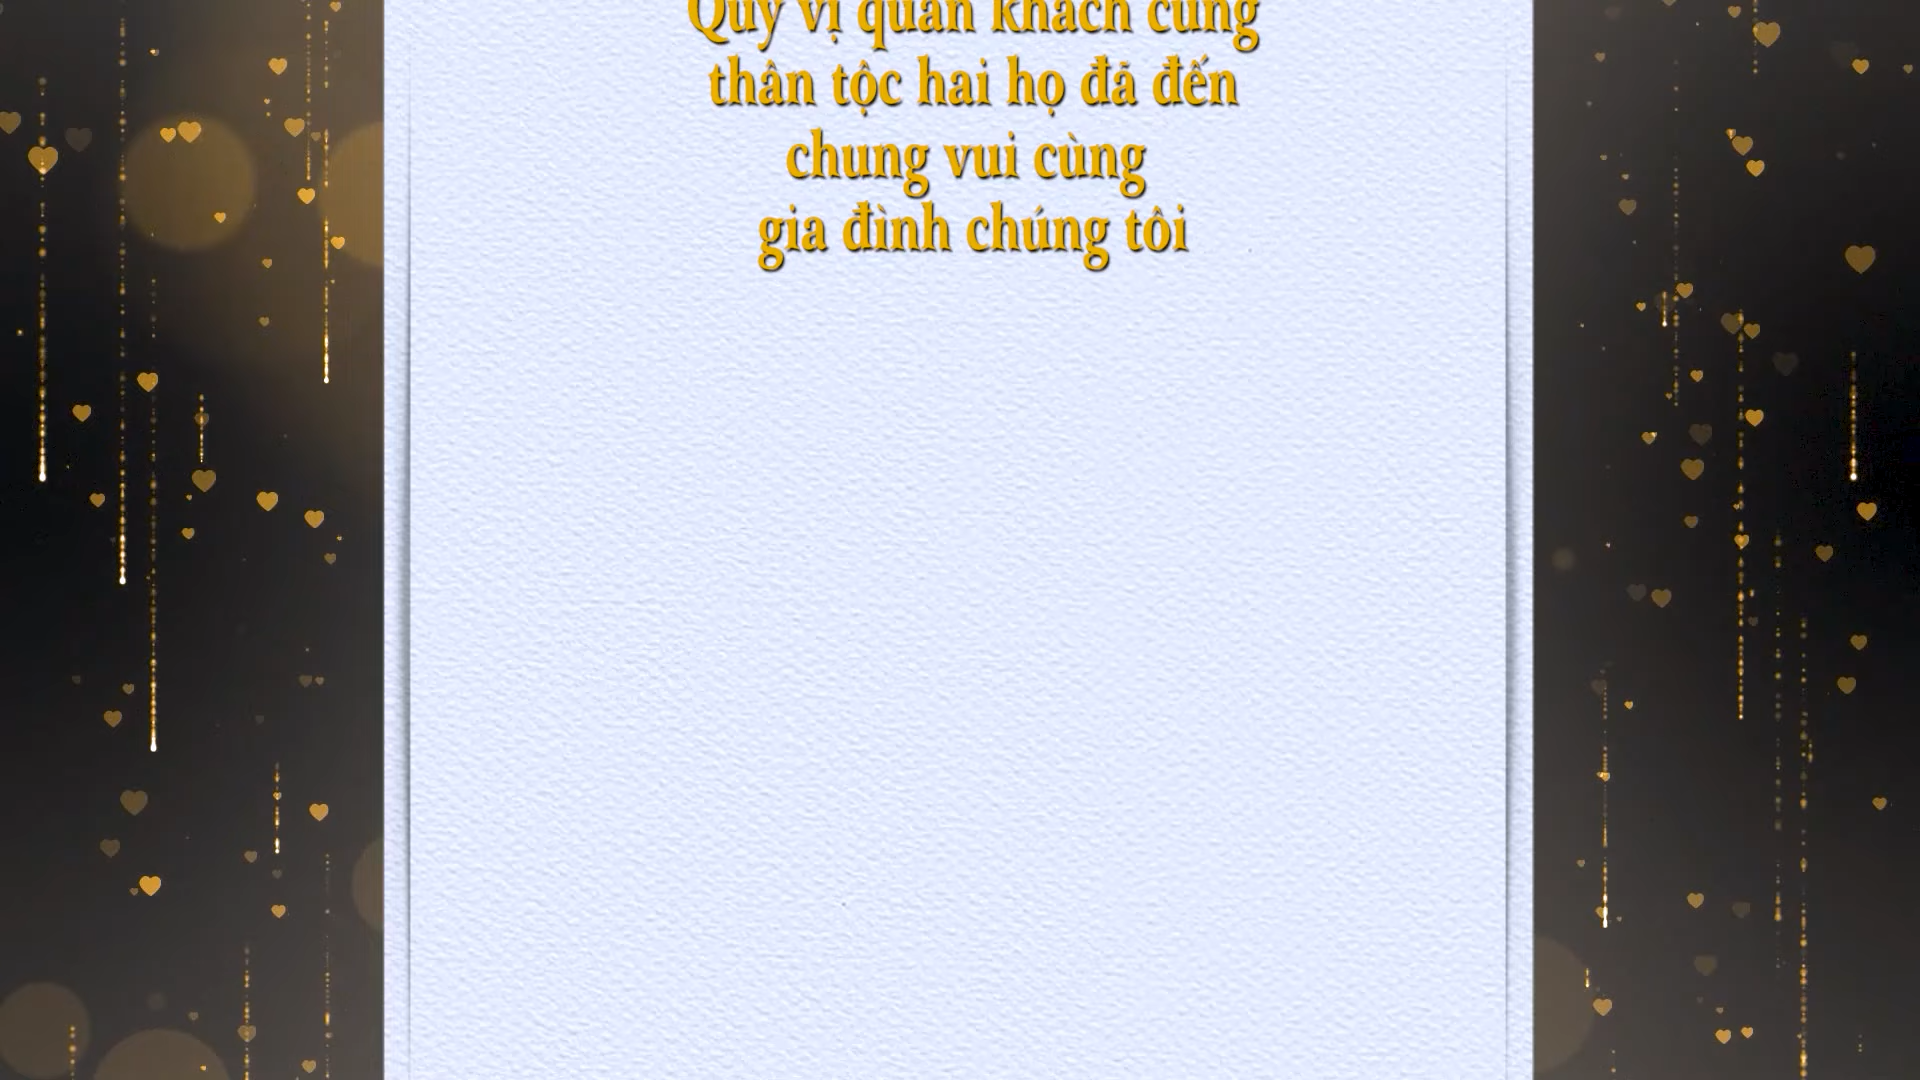 Quý vị quan khách cùng
thân tộc hai họ đã đến
chung vui cùng
gia đình chúng tôi